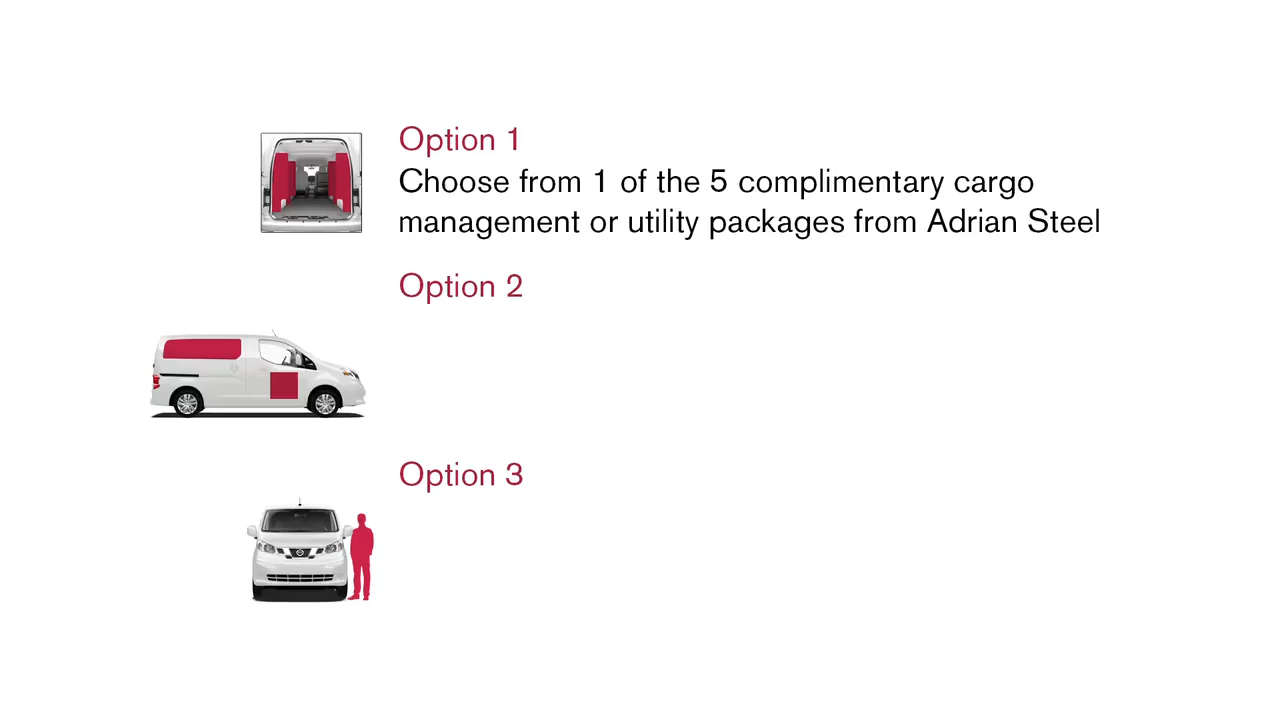 Option 1
Choose from 1 of the 5 complimentary cargo
management or utility packages from Adrian Steel
Option 2
Option 3